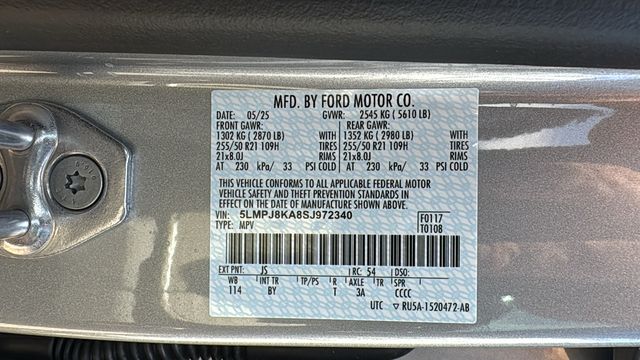 MFD. BY FORD MOTOR CO.
DATE: 05/25 GVWR: 2545 KG ( 5610 LB)
FRONT GAWR: REAR GAWR:
1302 KG ( 2870 LB) WITH 1352 KG ( 2980 LB) WITH
255/50 R21 109H TIRES 255/50 R21 109H TIRES
21x8.0J RIMS 21x8.0J RIMS
AT 230 kPa/ 33 PSI COLD AT 230 kPa/ 33 PSI COLD
THIS VEHICLE CONFORMS TO ALL APPLICABLE FEDERAL MOTOR
VEHICLE SAFETY AND THEFT PREVENTION STANDARDS IN
EFFECT ON THE DATE OF MANUFACTURE SHOWN ABOVE.
VIN: 5LMPJ8KA8SJ972340 F0117
TYPE: MPV T0108
EXT PNT: JS RC: 54 DSO:
WB INT TR TP/PS R AXLE TR SPR
114 BY T 3A CCCC
UTC ▽ RU5A-1520472-AB